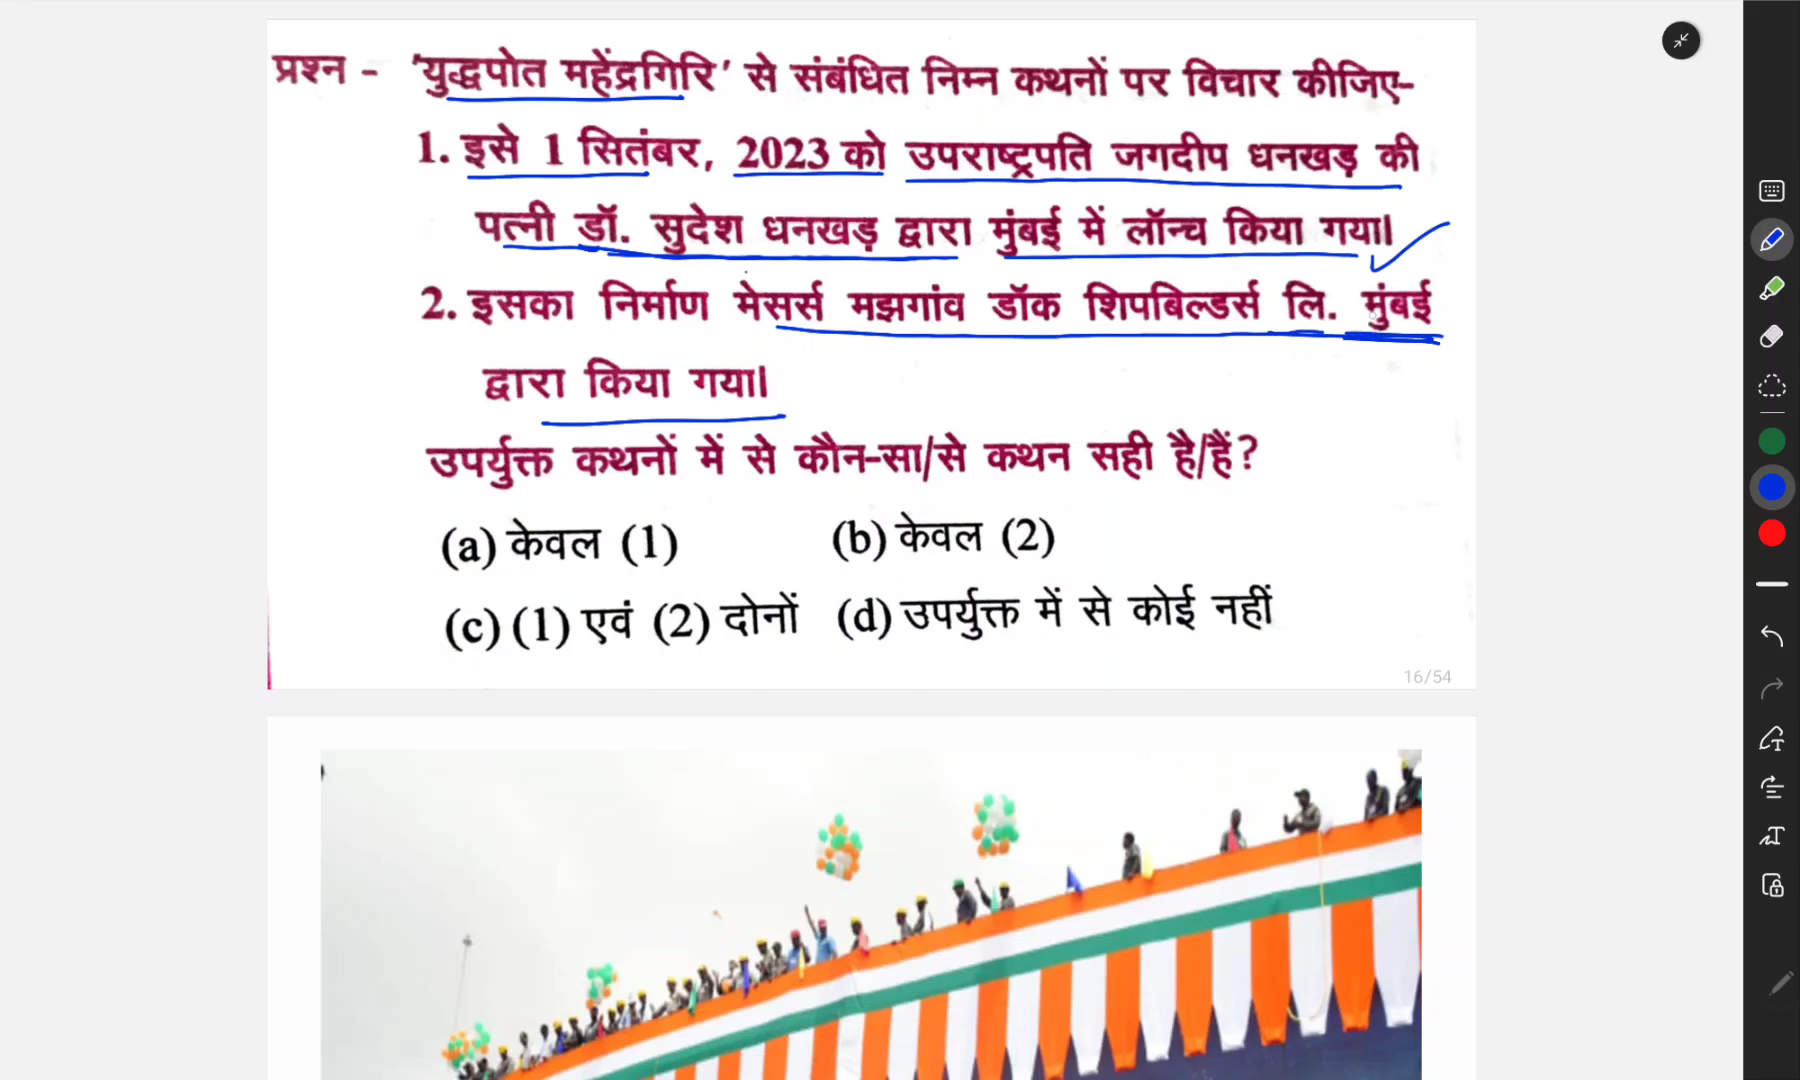 प्रश्न - 'युद्धपोत महेंद्रगिरि' से संबंधित निम्न कथनों पर विचार कीजिए-
1. इसे 1 सितंबर, 2023 को उपराष्ट्रपति जगदीप धनखड़ की
पत्नी डॉ. सुदेश धनखड़ द्वारा मुंबई में लॉन्च किया गया।
2. इसका निर्माण मेसर्स मझगांव डॉक शिपबिल्डर्स लि. मुंबई
द्वारा किया गया।
उपर्युक्त कथनों में से कौन-सा/से कथन सही है/हैं?
(a) केवल (1) (b) केवल (2)
(c) (1) एवं (2) दोनों (d) उपर्युक्त में से कोई नहीं
16/54